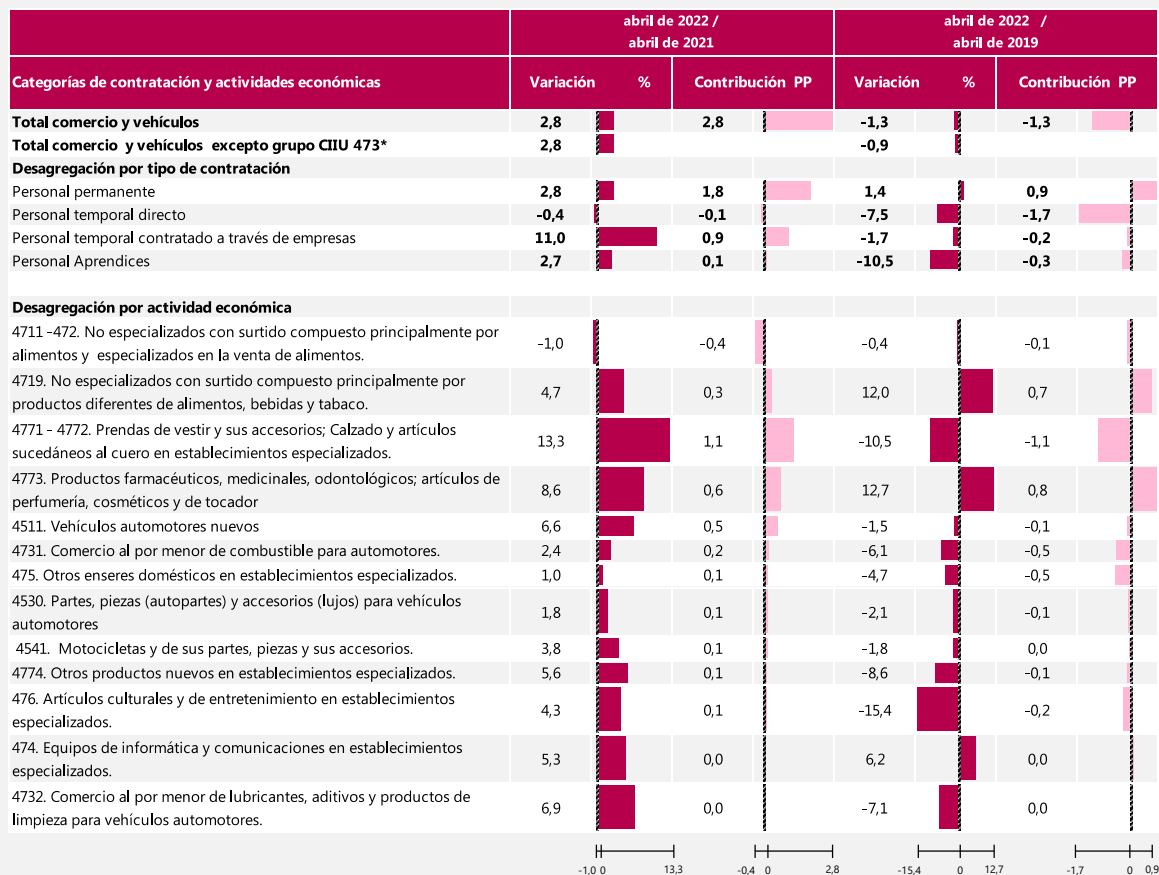 abril de 2022 /
abril de 2021
abril de 2022 /
abril de 2019
Categorías de contratación y actividades económicas Variación % Contribución PP Variación % Contribución PP
Total comercio y vehículos 2,8 2,8 -1,3 -1,3
Total comercio y vehículos excepto grupo CIIU 473* 2,8 -0,9
Desagregación por tipo de contratación
Personal permanente 2,8 1,8 1,4 0,9
Personal temporal directo -0,4 -0,1 -7,5 -1,7
Personal temporal contratado a través de empresas 11,0 0,9 -1,7 -0,2
Personal Aprendices 2,7 0,1 -10,5 -0,3
Desagregación por actividad económica
4711 -472. No especializados con surtido compuesto principalmente por
alimentos y especializados en la venta de alimentos.
-1,0 -0,4 -0,4 -0,1
4719. No especializados con surtido compuesto principalmente por
productos diferentes de alimentos, bebidas y tabaco.
4,7 0,3 12,0 0,7
4771 - 4772. Prendas de vestir y sus accesorios; Calzado y artículos
sucedáneos al cuero en establecimientos especializados.
13,3 1,1 -10,5 -1,1
4773. Productos farmacéuticos, medicinales, odontológicos; artículos de
perfumería, cosméticos y de tocador
8,6 0,6 12,7 0,8
4511. Vehículos automotores nuevos 6,6 0,5 -1,5 -0,1
4731. Comercio al por menor de combustible para automotores. 2,4 0,2 -6,1 -0,5
475. Otros enseres domésticos en establecimientos especializados. 1,0 0,1 -4,7 -0,5
4530. Partes, piezas (autopartes) y accesorios (lujos) para vehículos
automotores
1,8 0,1 -2,1 -0,1
4541. Motocicletas y de sus partes, piezas y sus accesorios. 3,8 0,1 -1,8 0,0
4774. Otros productos nuevos en establecimientos especializados. 5,6 0,1 -8,6 -0,1
476. Artículos culturales y de entretenimiento en establecimientos
especializados.
4,3 0,1 -15,4 -0,2
474. Equipos de informática y comunicaciones en establecimientos
especializados.
5,3 0,0 6,2 0,0
4732. Comercio al por menor de lubricantes, aditivos y productos de
limpieza para vehículos automotores.
6,9 0,0 -7,1 0,0
-1,0 0 13,3 -0,4 0 2,8 -15,4 0 12,7 -1,7 0 0,9